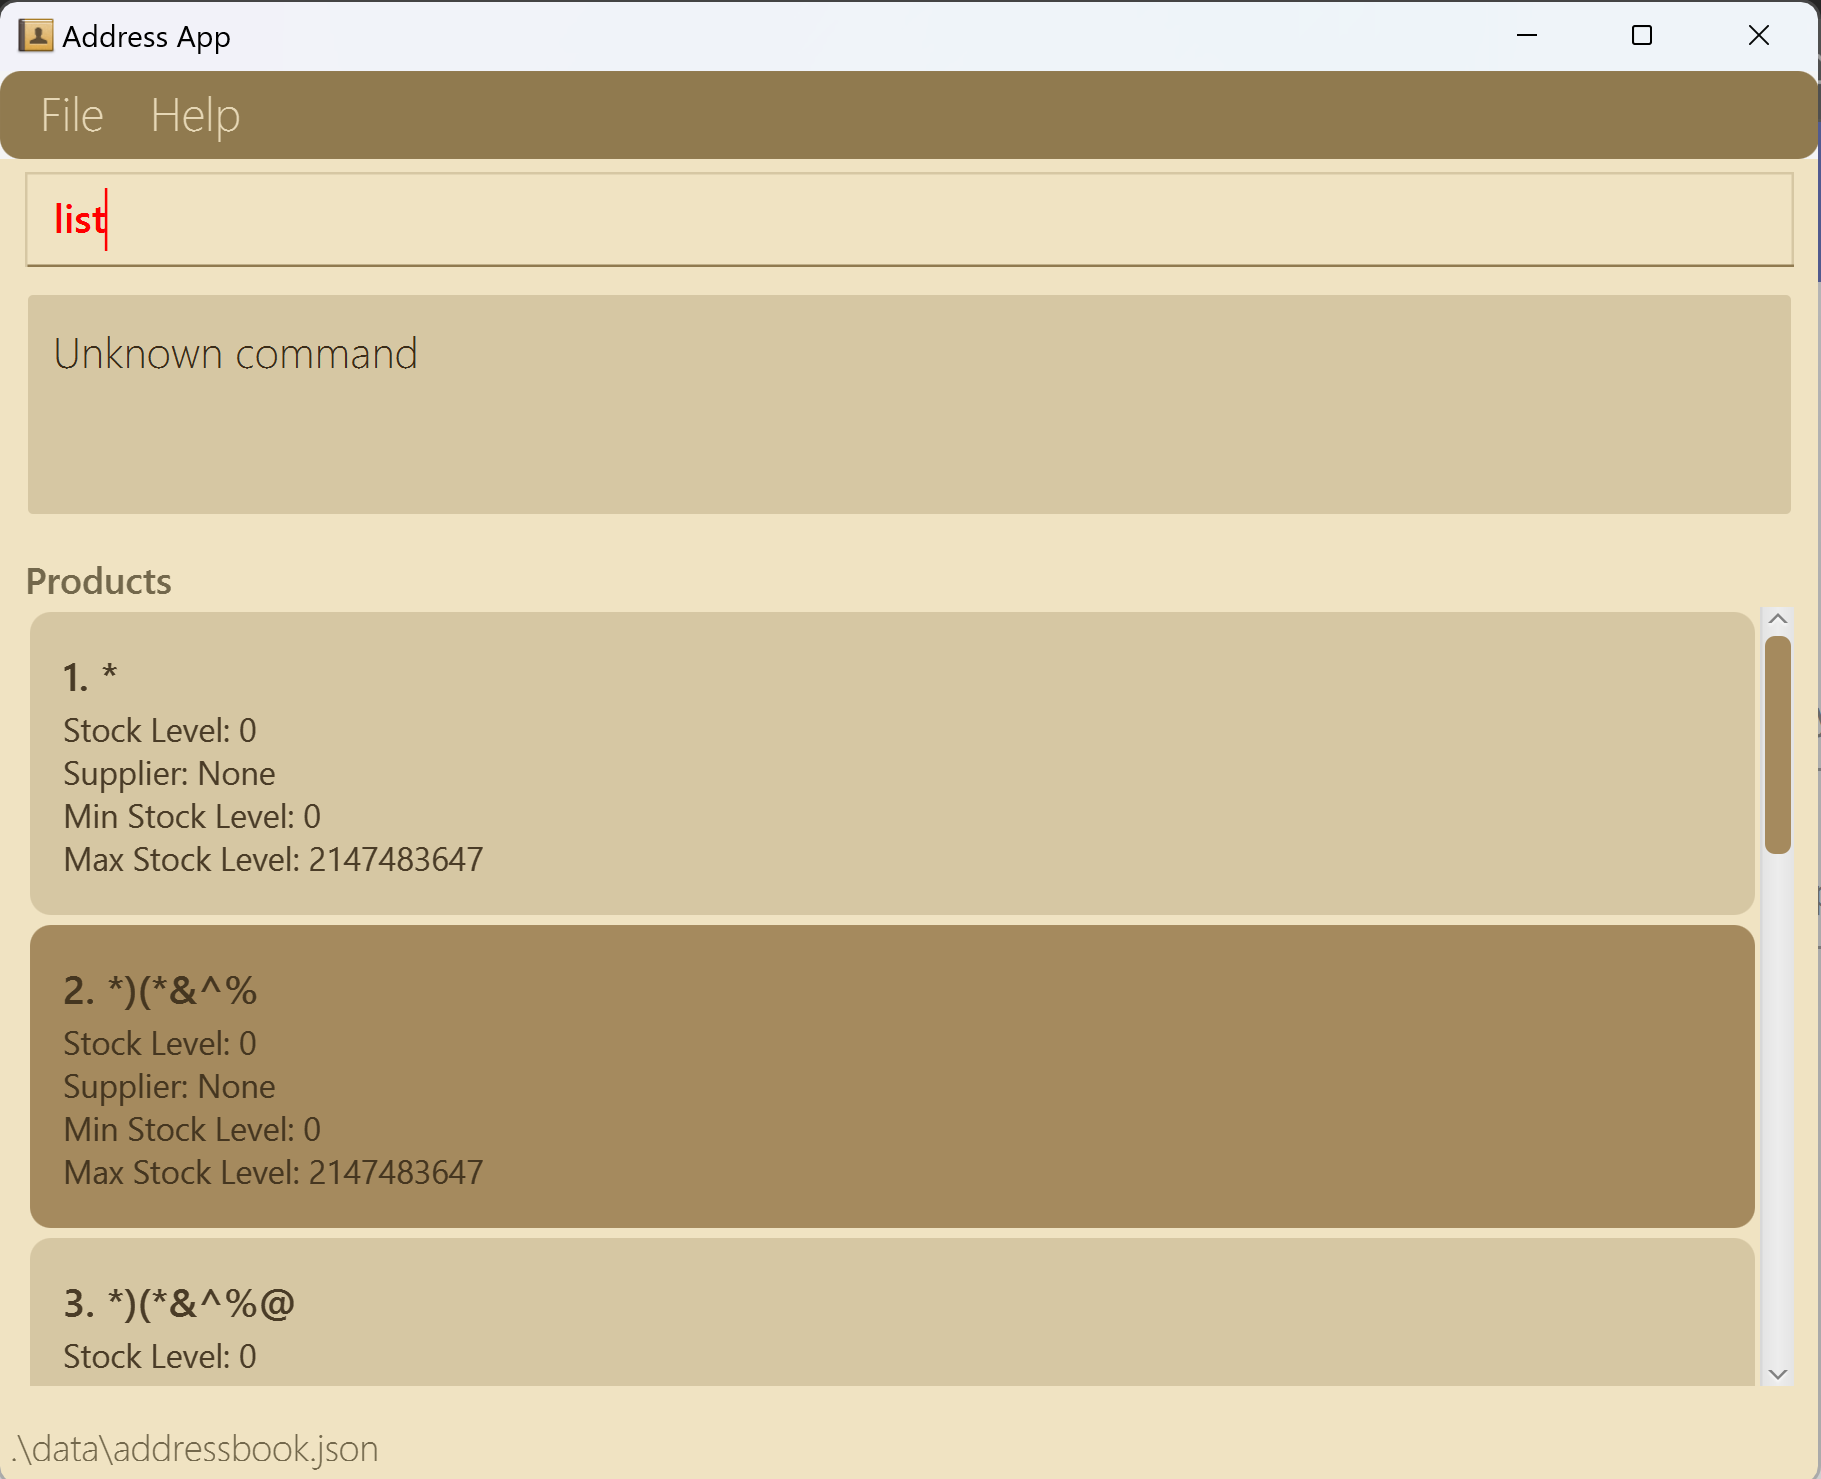 Address App
File Help
list
Unknown command
Products
1. *
Stock Level: 0
Supplier: None
Min Stock Level: 0
Max Stock Level: 2147483647
2. *)(*&^%
Stock Level: 0
Supplier: None
Min Stock Level: 0
Max Stock Level: 2147483647
3. *)(*&^%@
Stock Level: 0
.\data\addressbook.json